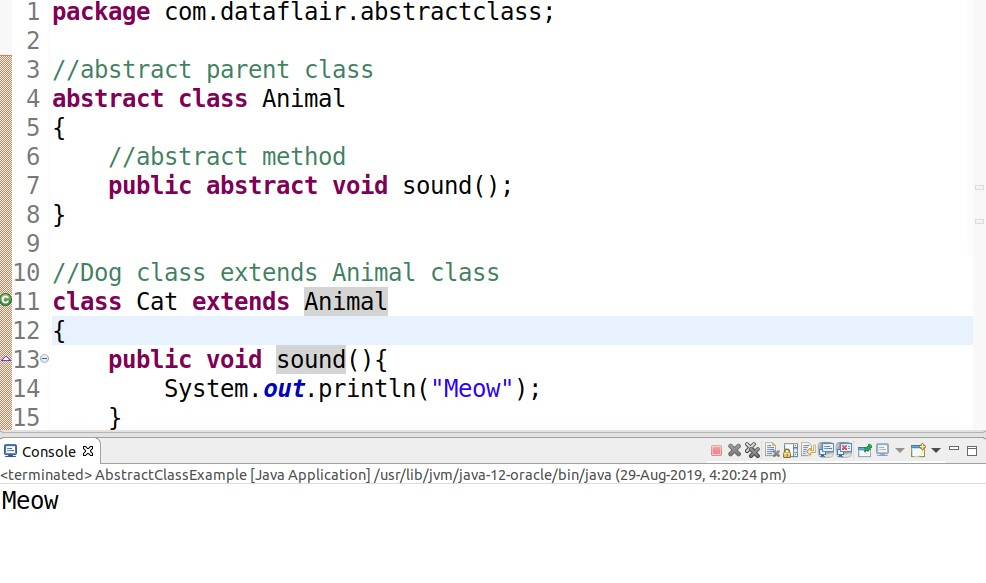 1 package com.dataflair.abstractclass;
2
3 //abstract parent class
4 abstract class Animal
5 {
6     //abstract method
7     public abstract void sound();
8 }
9
10 //Dog class extends Animal class
11 class Cat extends Animal
12 {
13     public void sound(){
14         System.out.println("Meow");
15     }
Console
<terminated> AbstractClassExample [Java Application] /usr/lib/jvm/java-12-oracle/bin/java (29-Aug-2019, 4:20:24 pm)
Meow